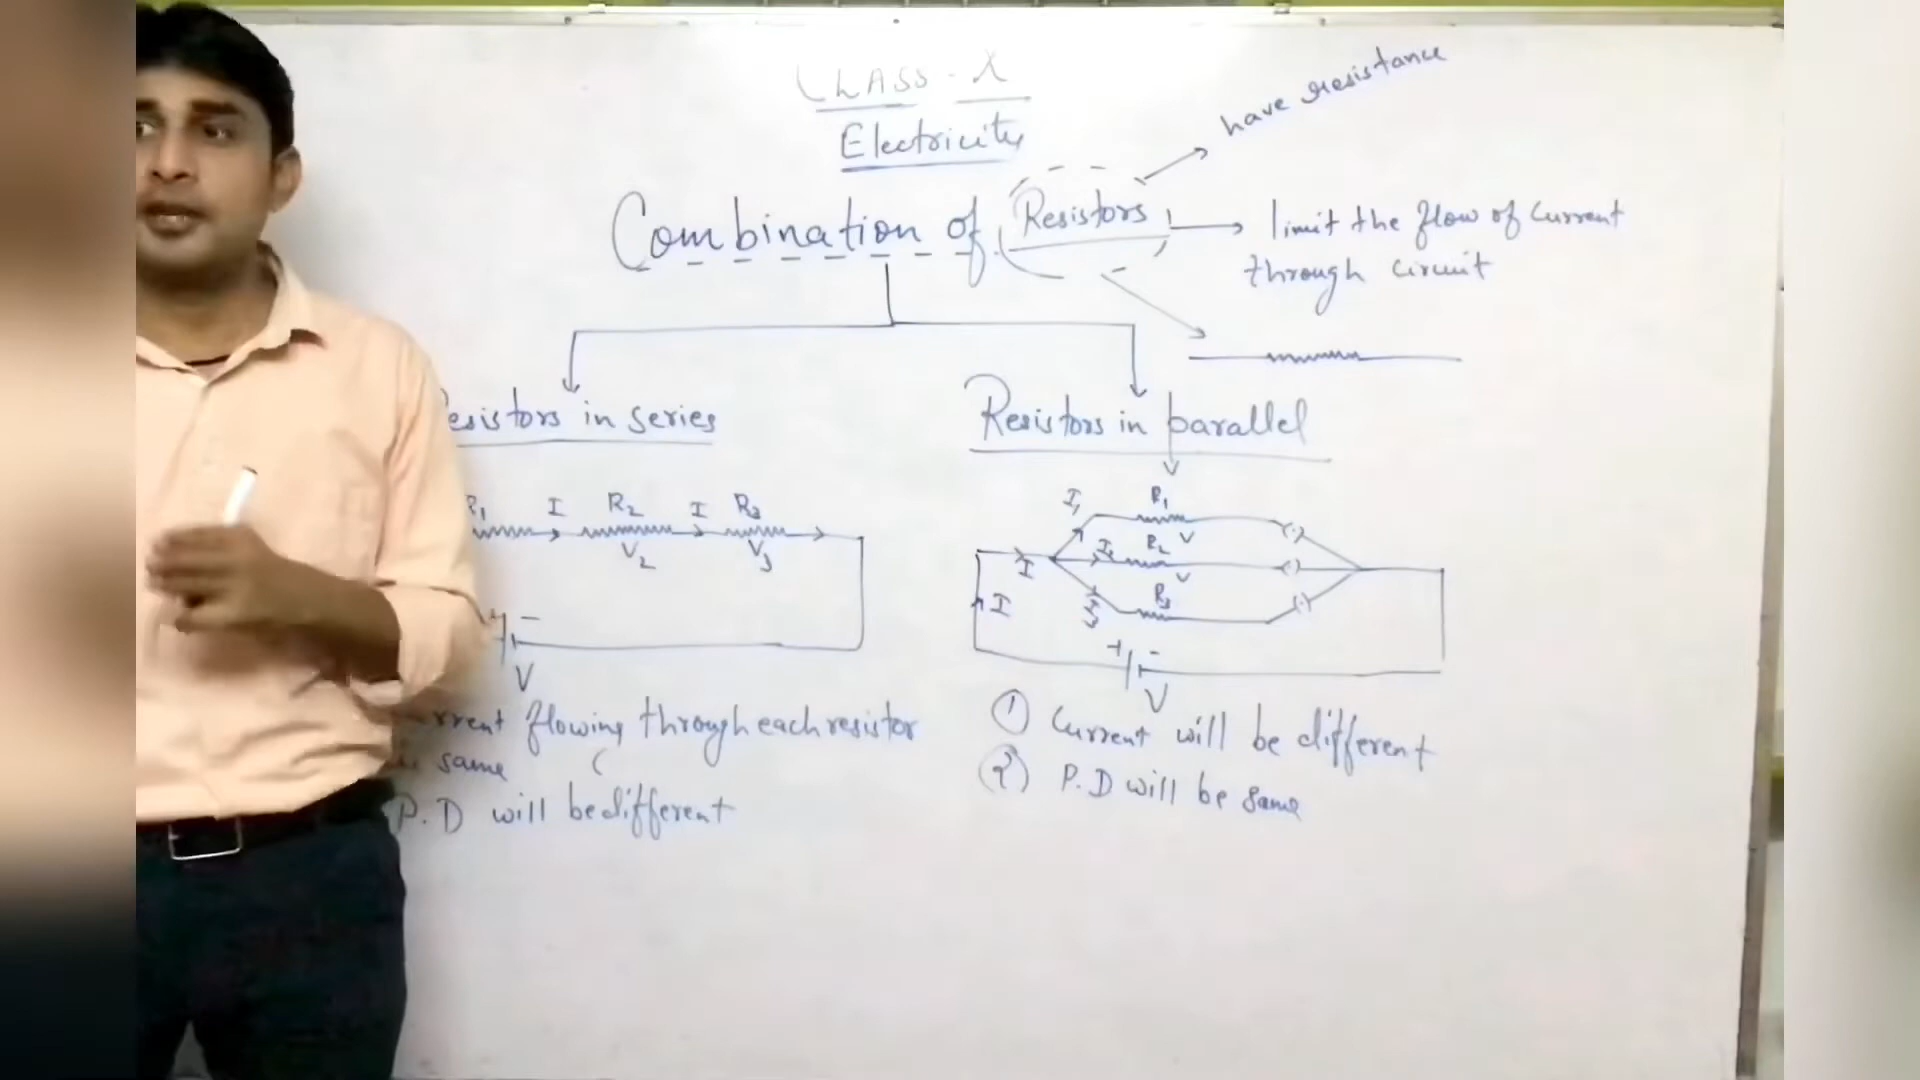 CLASS - X
Electricity
have resistance
Combination of Resistors
limit the flow of current
through circuit
esistors in series
Resistors in parallel
V
R₁ I R₂ I R₃
V₂ V₃
+ -
V
I₁ R₁
V
I I₂ R₂
V
I I₃ R₃
+ -
V
urrent flowing through each resistor
same
P.D will be different
① Current will be different
② P.D will be same